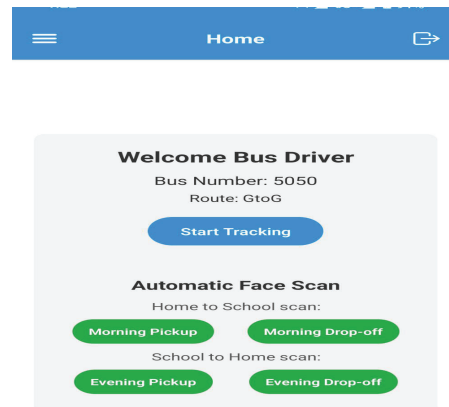 Home
Welcome Bus Driver
Bus Number: 5050
Route: GtoG
Start Tracking
Automatic Face Scan
Home to School scan:
Morning Pickup Morning Drop-off
School to Home scan:
Evening Pickup Evening Drop-off